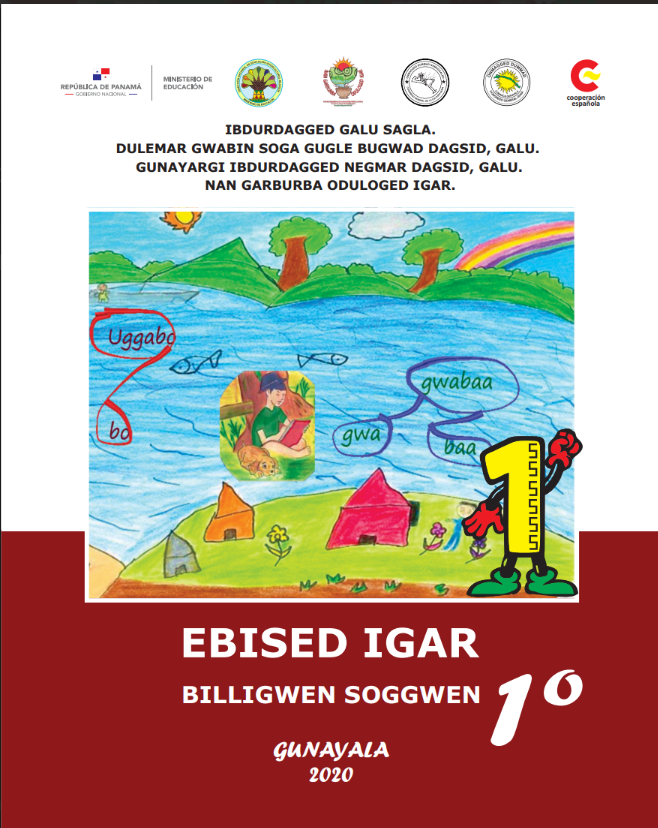 REPÚBLICA DE PANAMÁ
GOBIERNO NACIONAL
MINISTERIO DE
EDUCACIÓN
cooperación
española
IBDURDAGGED GALU SAGLA.
DULEMAR GWABIN SOGA GUGLE BUGWAD DAGSID, GALU.
GUNAYARGI IBDURDAGGED NEGMAR DAGSID, GALU.
NAN GARBURBA ODULOGED IGAR.
Uggabo
bo
gwabaa
gwa
baa
1
EBISED IGAR
BILLIGWEN SOGGWEN
1º
GUNAYALA
2020